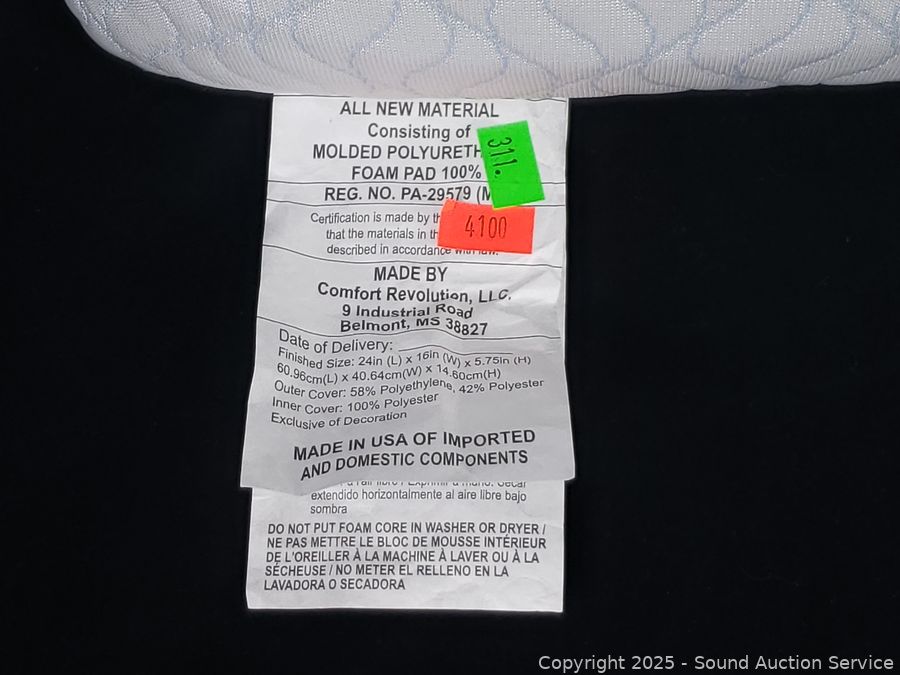 ALL NEW MATERIAL
Consisting of
MOLDED POLYURETH
FOAM PAD 100%
311.
REG. NO. PA-29579 (M
4100
Certification is made by th
that the materials in th
described in accordance with law.
MADE BY
Comfort Revolution, LLC.
9 Industrial Road
Belmont, MS 38827
Date of Delivery:
Finished Size: 24in (L) x 16in (W) x 5.75in (H)
60.96cm(L) x 40.64cm(W) x 14.60cm(H)
Outer Cover: 58% Polyethylene, 42% Polyester
Inner Cover: 100% Polyester
Exclusive of Decoration
MADE IN USA OF IMPORTED
AND DOMESTIC COMPONENTS
extendido horizontalmente al aire libre bajo
sombra
DO NOT PUT FOAM CORE IN WASHER OR DRYER /
NE PAS METTRE LE BLOC DE MOUSSE INTÉRIEUR
DE L'OREILLER À LA MACHINE À LAVER OU À LA
SÉCHEUSE / NO METER EL RELLENO EN LA
LAVADORA O SECADORA
Copyright 2025 - Sound Auction Service